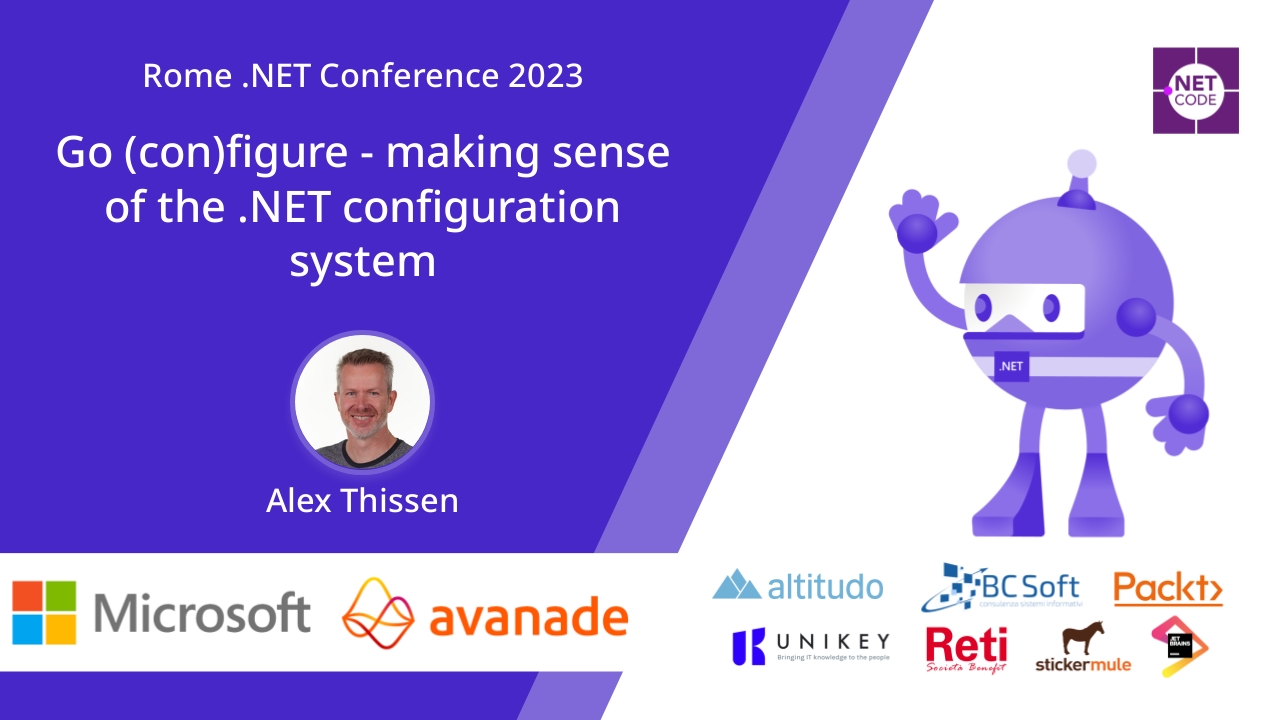 Rome .NET Conference 2023
.NET
CODE
Go (con)figure - making sense
of the .NET configuration
system
.NET
Alex Thissen
Microsoft
avanade
altitudo
BC Soft
consulenza sistemi informativi
Packt>
UNIKEY
Bringing IT knowledge to the people
Reti
Società Benefit
stickermule
JET
BRAINS